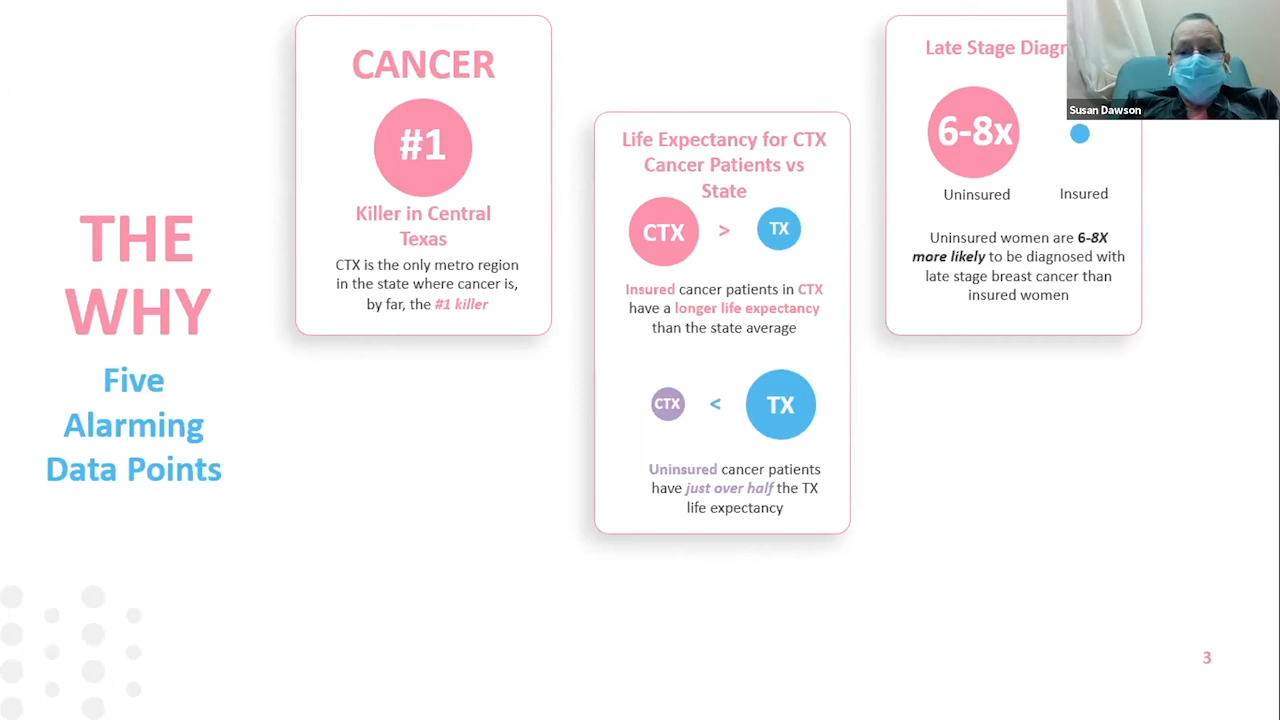 THE
WHY
Five
Alarming
Data Points
CANCER
#1
Killer in Central
Texas
CTX is the only metro region
in the state where cancer is,
by far, the #1 killer
Life Expectancy for CTX
Cancer Patients vs
State
CTX > TX
Insured cancer patients in CTX
have a longer life expectancy
than the state average
CTX < TX
Uninsured cancer patients
have just over half the TX
life expectancy
Late Stage Diagn
6-8x
Uninsured Insured
Uninsured women are 6-8X
more likely to be diagnosed with
late stage breast cancer than
insured women
Susan Dawson
3